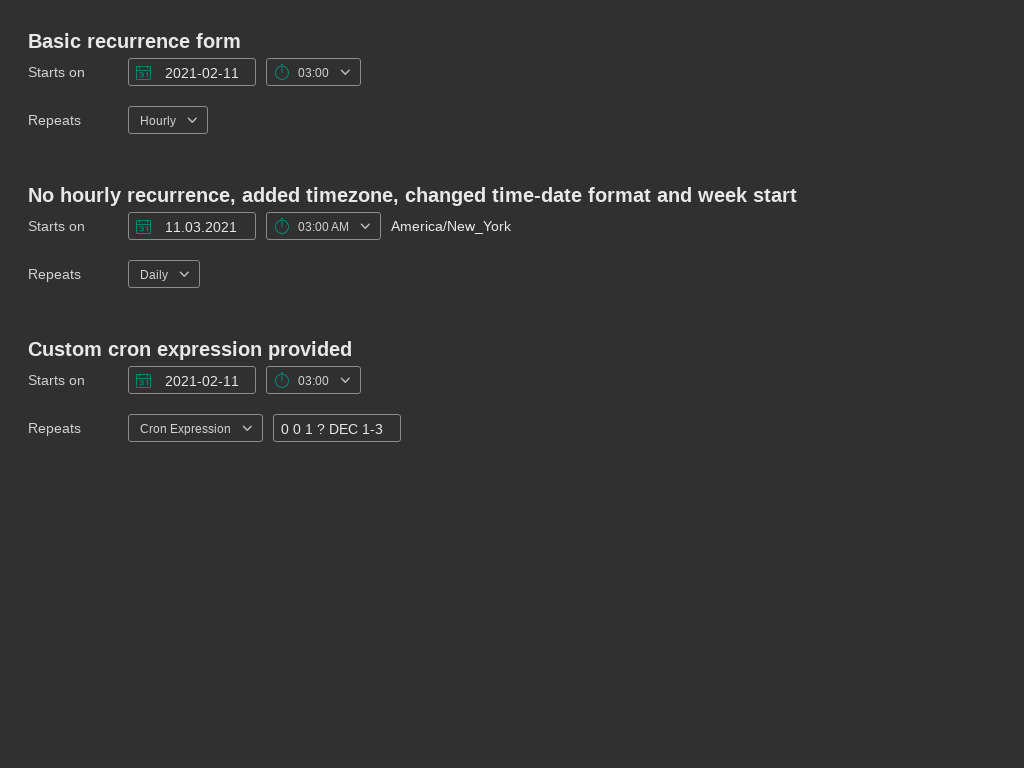 Basic recurrence form
Starts on 2021-02-11 03:00
Repeats Hourly
No hourly recurrence, added timezone, changed time-date format and week start
Starts on 11.03.2021 03:00 AM America/New_York
Repeats Daily
Custom cron expression provided
Starts on 2021-02-11 03:00
Repeats Cron Expression 0 0 1 ? DEC 1-3